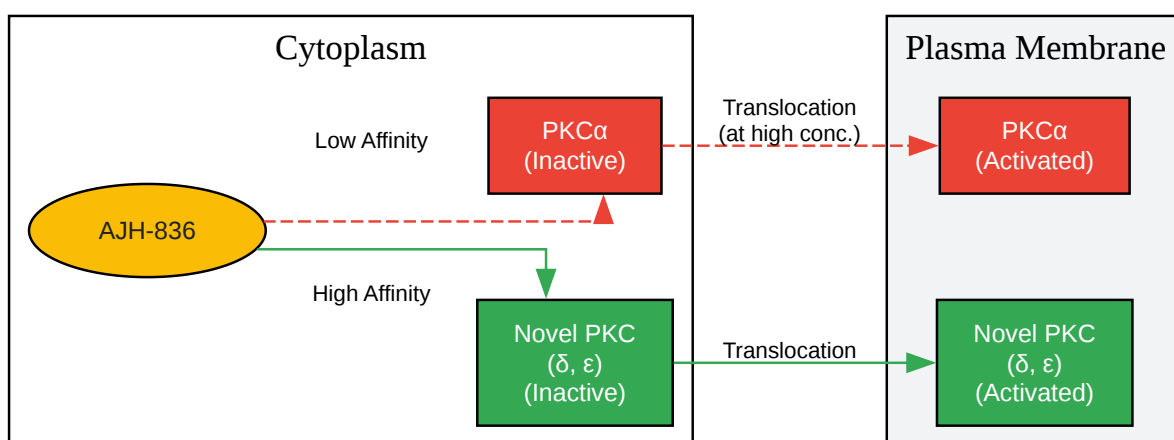 Cytoplasm
Plasma Membrane
Low Affinity
PKCα
(Inactive)
Translocation
(at high conc.)
PKCα
(Activated)
AJH-836
High Affinity
Novel PKC
(δ, ε)
(Inactive)
Translocation
Novel PKC
(δ, ε)
(Activated)